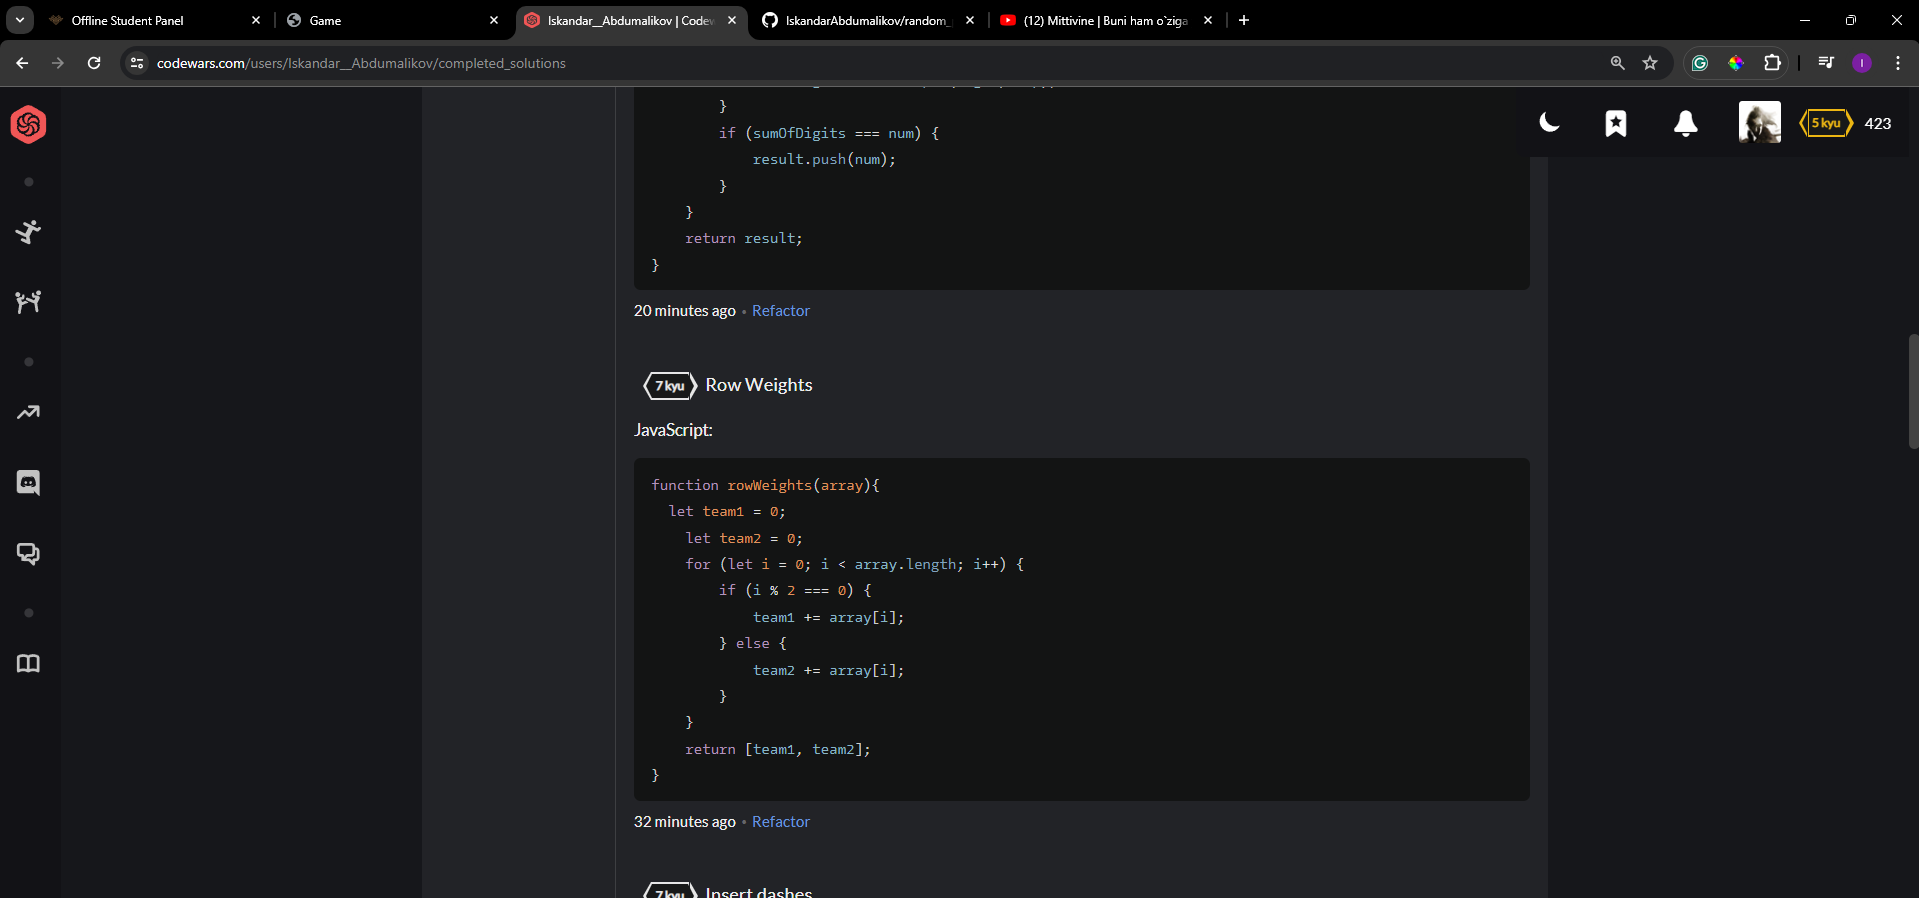 Offline Student Panel
Game
Iskandar__Abdumalikov | Codew
IskandarAbdumalikov/random_
(12) Mittivine | Buni ham o`ziga
codewars.com/users/Iskandar__Abdumalikov/completed_solutions
I
5 kyu 423
}
if (sumOfDigits === num) {
result.push(num);
}
}
return result;
}
20 minutes ago • Refactor
7 kyu Row Weights
JavaScript:
function rowWeights(array){
let team1 = 0;
let team2 = 0;
for (let i = 0; i < array.length; i++) {
if (i % 2 === 0) {
team1 += array[i];
} else {
team2 += array[i];
}
}
return [team1, team2];
}
32 minutes ago • Refactor
7 kyu Insert dashes